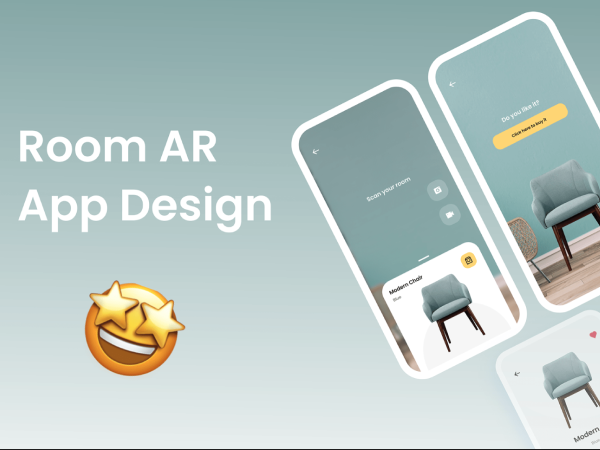 Room AR
App Design
Do you like it?
Click here to buy it
Scan your room
Modern Chair
Blue
Modern